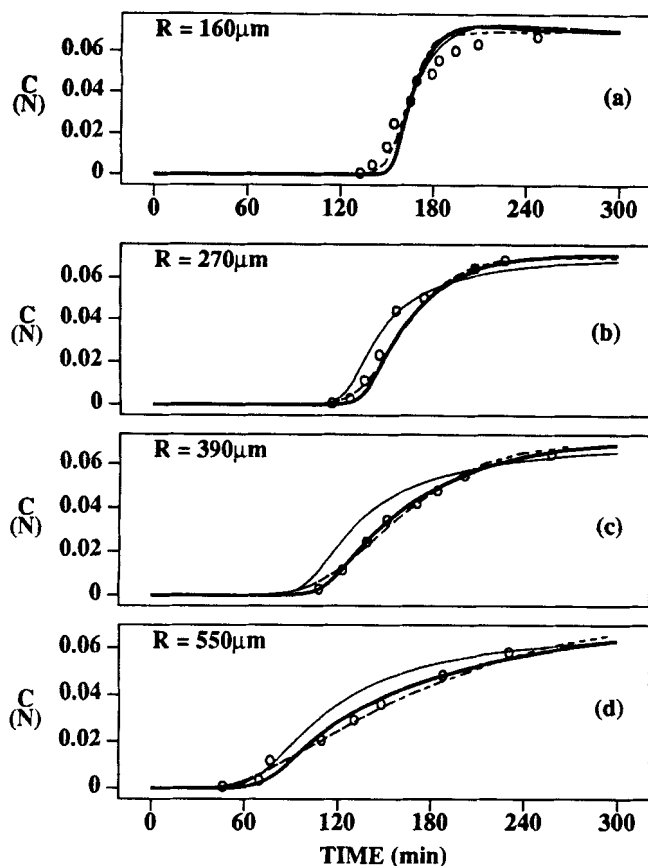 R = 160μm
0.06
C
(N)
0.04
0.02
0
(a)
0 60 120 180 240 300
R = 270μm
0.06
C
(N)
0.04
0.02
0
(b)
R = 390μm
0.06
C
(N)
0.04
0.02
0
(c)
R = 550μm
0.06
C
(N)
0.04
0.02
0
(d)
0 60 120 180 240 300
TIME (min)